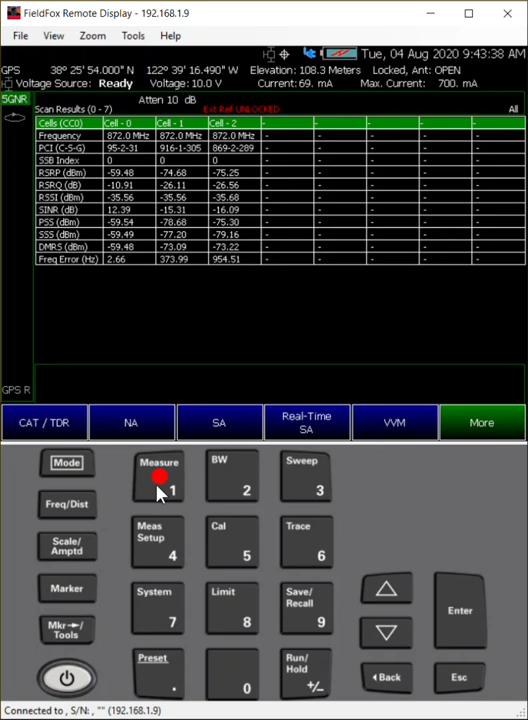 FieldFox Remote Display - 192.168.1.9
File View Zoom Tools Help
Tue, 04 Aug 2020 9:43:38 AM
GPS 38º 25' 54.000" N 122º 39' 16.490" W Elevation: 108.3 Meters Locked, Ant: OPEN
Voltage Source: Ready Voltage: 10.0 V Current: 69. mA Max. Current: 700. mA
5GNR Atten 10 dB
Scan Results (0 - 7) Ext Ref UNLOCKED All
Cells (CC0) Cell - 0 Cell - 1 Cell - 2 - - - - -
Frequency 872.0 MHz 872.0 MHz 872.0 MHz - - - - -
PCI (C-S-G) 95-2-31 916-1-305 869-2-289 - - - - -
SSB Index 0 0 0 - - - - -
RSRP (dBm) -59.48 -74.68 -75.25 - - - - -
RSRQ (dB) -10.91 -26.11 -26.56 - - - - -
RSSI (dBm) -35.56 -35.56 -35.68 - - - - -
SINR (dB) 12.39 -15.31 -16.09 - - - - -
PSS (dBm) -59.54 -78.68 -75.30 - - - - -
SSS (dBm) -59.49 -77.20 -79.16 - - - - -
DMRS (dBm) -59.48 -73.09 -73.22 - - - - -
Freq Error (Hz) 2.66 373.99 954.51 - - - - -
GPS R
CAT / TDR NA SA Real-Time SA VVM More
Mode Measure 1 BW 2 Sweep 3
Freq/Dist
Scale/ Amptd Meas Setup 4 Cal 5 Trace 6
Marker System 7 Limit 8 Save/ Recall 9 Enter
Mkr→/ Tools
Preset . 0 Run/ Hold +/- Back Esc
Connected to , S/N: , "" (192.168.1.9)